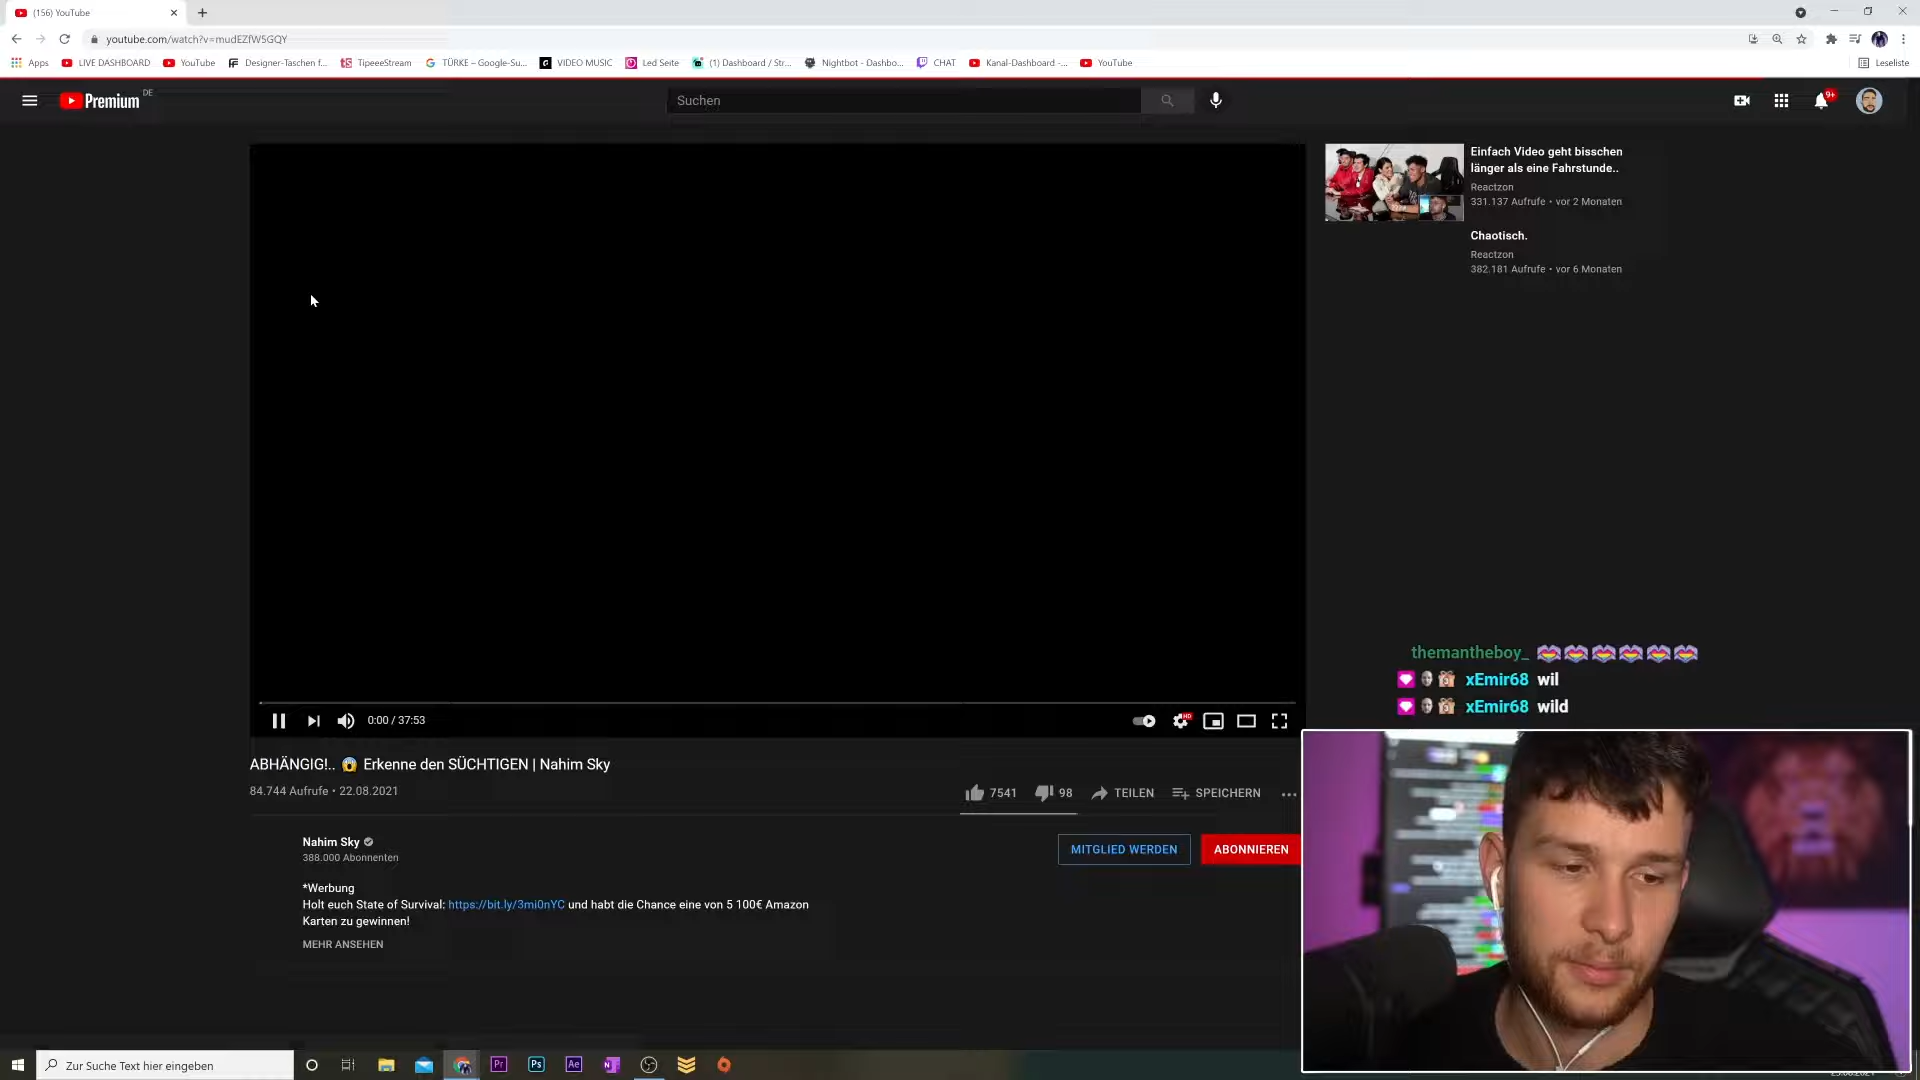 (156) YouTube
youtube.com/watch?v=mudEZfW5GQY
Apps
LIVE DASHBOARD
YouTube
Designer-Taschen f...
TipeeeStream
TÜRKE – Google-Su...
VIDEO MUSIC
Led Seite
(1) Dashboard / Str...
Nightbot - Dashbo...
CHAT
Kanal-Dashboard -...
YouTube
Leseliste
Premium DE
Suchen
9+
Einfach Video geht bisschen
länger als eine Fahrstunde..
Reactzon
331.137 Aufrufe • vor 2 Monaten
Chaotisch.
Reactzon
382.181 Aufrufe • vor 6 Monaten
themantheboy_
xEmir68 wil
xEmir68 wild
0:00 / 37:53
HD
ABHÄNGIG!.. 😱 Erkenne den SÜCHTIGEN | Nahim Sky
84.744 Aufrufe • 22.08.2021
7541
98
TEILEN
SPEICHERN
Nahim Sky
388.000 Abonnenten
MITGLIED WERDEN
ABONNIEREN
*Werbung
Holt euch State of Survival: https://bit.ly/3mi0nYC und habt die Chance eine von 5 100€ Amazon
Karten zu gewinnen!
MEHR ANSEHEN
Zur Suche Text hier eingeben
Pr
Ps
Ae
N